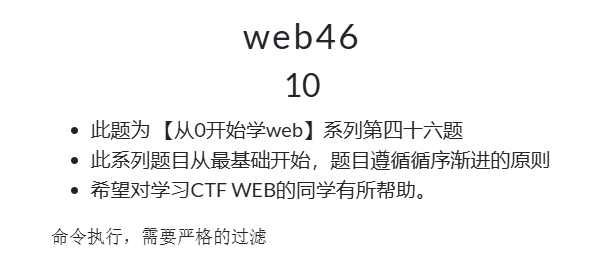 web46
10
此题为 【从0开始学web】系列第四十六题
此系列题目从最基础开始，题目遵循循序渐进的原则
希望对学习CTF WEB的同学有所帮助。
命令执行，需要严格的过滤